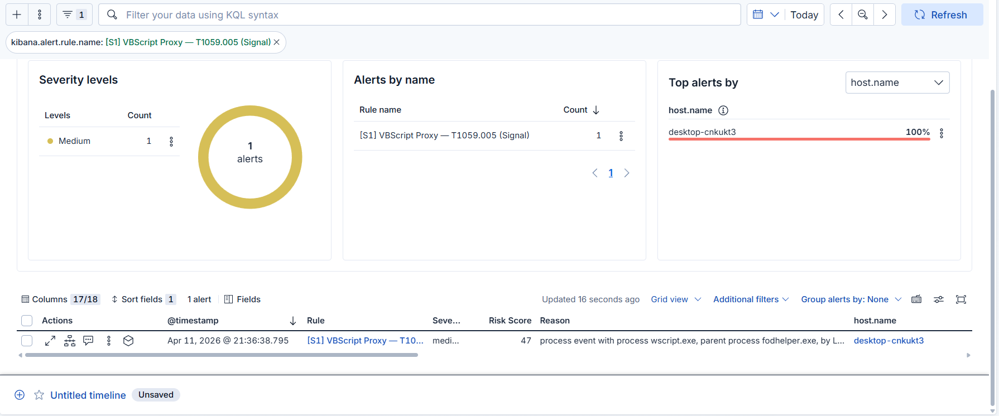 1
Filter your data using KQL syntax
Today
Refresh
kibana.alert.rule.name: [S1] VBScript Proxy — T1059.005 (Signal)
Severity levels
Levels Count
Medium 1
1
alerts
Alerts by name
Rule name Count
[S1] VBScript Proxy — T1059.005 (Signal) 1
1
Top alerts by
host.name
host.name
desktop-cnkukt3 100%
Columns 17/18 Sort fields 1 1 alert Fields Updated 16 seconds ago Grid view Additional filters Group alerts by: None
Actions @timestamp Rule Seve... Risk Score Reason host.name
Apr 11, 2026 @ 21:36:38.795 [S1] VBScript Proxy — T10... medi... 47 process event with process wscript.exe, parent process fodhelper.exe, by L... desktop-cnkukt3
Untitled timeline Unsaved